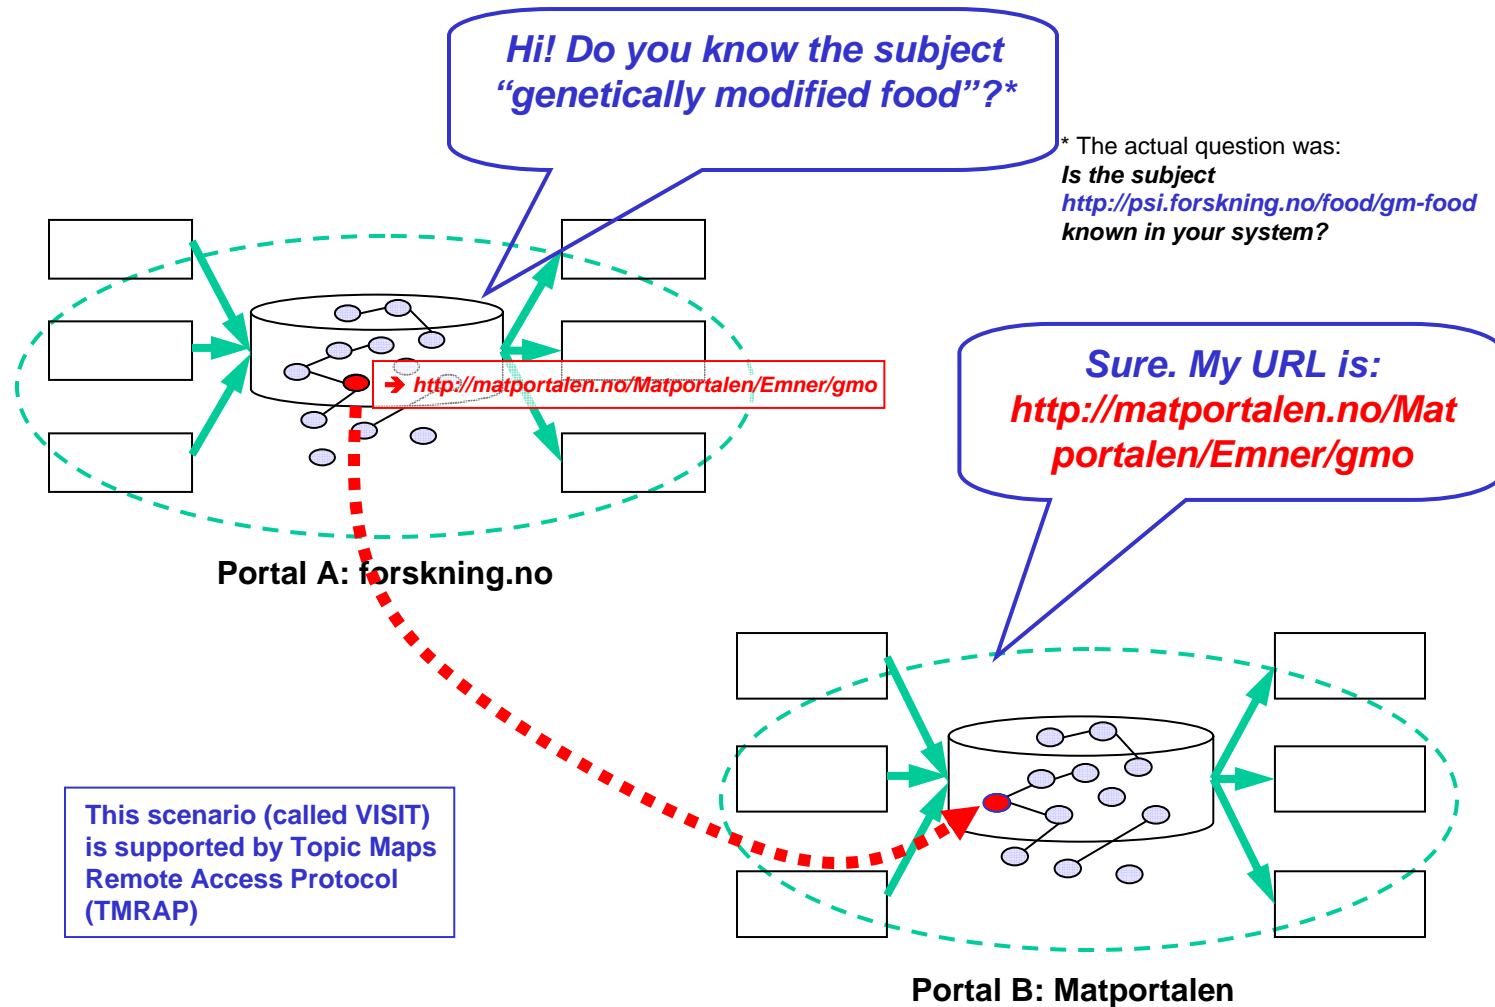 Hi! Do you know the subject
“genetically modified food”?*
* The actual question was:
Is the subject
http://psi.forskning.no/food/gm-food
known in your system?
➔ http://matportalen.no/Matportalen/Emner/gmo
Sure. My URL is:
http://matportalen.no/Mat
portalen/Emner/gmo
Portal A: forskning.no
This scenario (called VISIT)
is supported by Topic Maps
Remote Access Protocol
(TMRAP)
Portal B: Matportalen